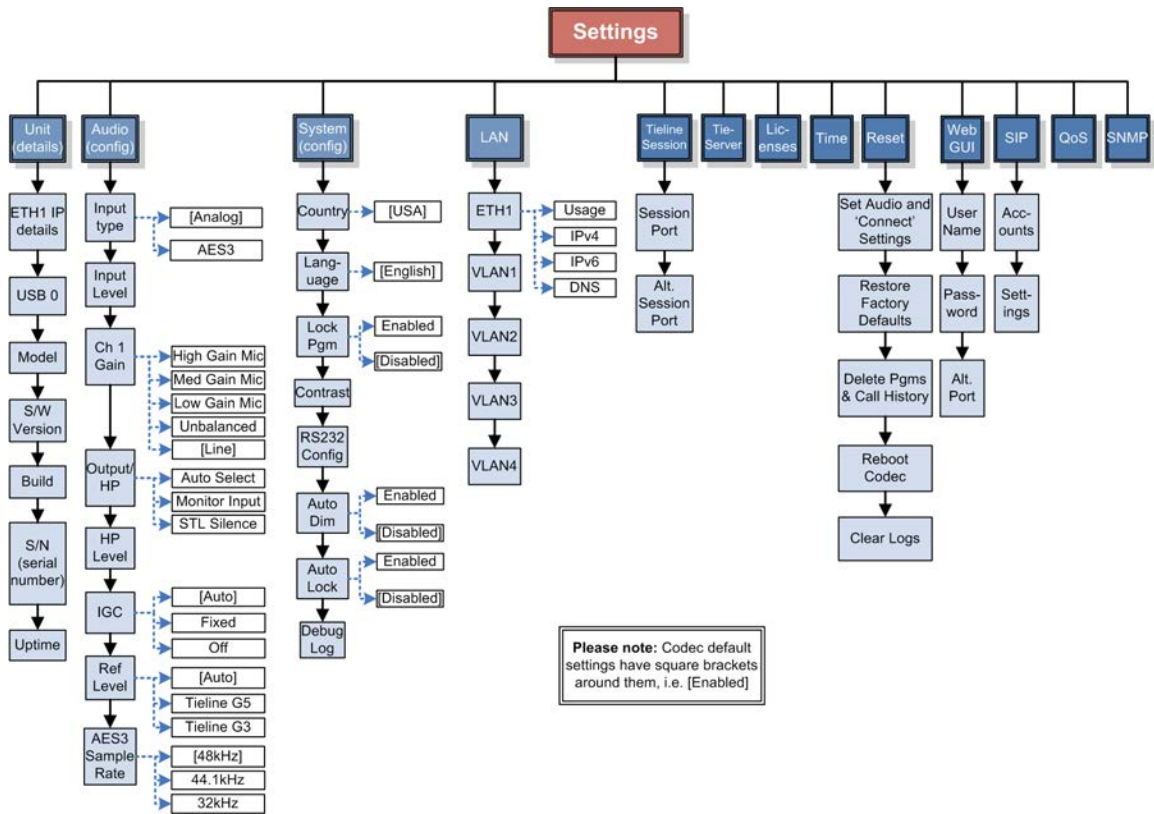 Settings
Unit
(details)
Audio
(config)
System
(config)
LAN
Tieline
Session
Tie-
Server
Lic-
enses
Time
Reset
Web
GUI
SIP
QoS
SNMP
ETH1 IP
details
USB 0
Model
S/W
Version
Build
S/N
(serial
number)
Uptime
Input
type
[Analog]
AES3
Input
Level
Ch 1
Gain
High Gain Mic
Med Gain Mic
Low Gain Mic
Unbalanced
[Line]
Output/
HP
Auto Select
Monitor Input
STL Silence
HP
Level
IGC
[Auto]
Fixed
Off
Ref
Level
[Auto]
Tieline G5
Tieline G3
AES3
Sample
Rate
[48kHz]
44.1kHz
32kHz
Country
[USA]
Lang-
uage
[English]
Lock
Pgm
Enabled
[Disabled]
Contrast
RS232
Config
Auto
Dim
Enabled
[Disabled]
Auto
Lock
Enabled
[Disabled]
Debug
Log
ETH1
Usage
IPv4
IPv6
DNS
VLAN1
VLAN2
VLAN3
VLAN4
Session
Port
Alt.
Session
Port
Set Audio and
‘Connect’
Settings
Restore
Factory
Defaults
Delete Pgms
& Call History
Reboot
Codec
Clear Logs
User
Name
Pass-
word
Alt.
Port
Acc-
ounts
Sett-
ings
Please note: Codec default
settings have square brackets
around them, i.e. [Enabled]